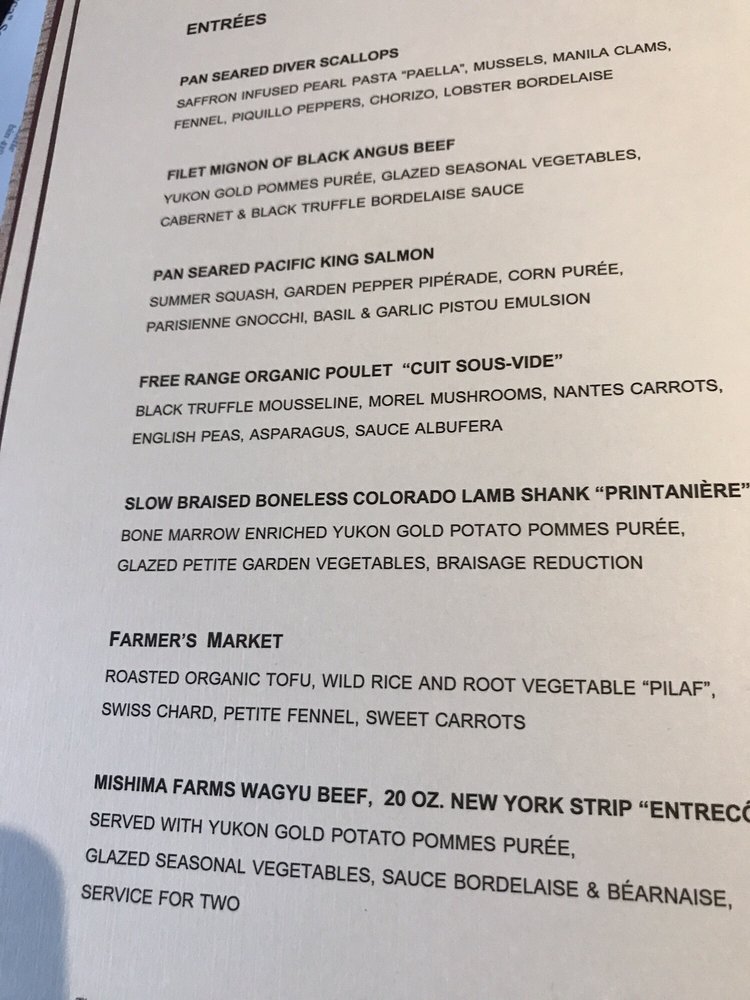 ENTRÉES
PAN SEARED DIVER SCALLOPS
SAFFRON INFUSED PEARL PASTA "PAELLA", MUSSELS, MANILA CLAMS,
FENNEL, PIQUILLO PEPPERS, CHORIZO, LOBSTER BORDELAISE
FILET MIGNON OF BLACK ANGUS BEEF
YUKON GOLD POMMES PURÉE, GLAZED SEASONAL VEGETABLES,
CABERNET & BLACK TRUFFLE BORDELAISE SAUCE
PAN SEARED PACIFIC KING SALMON
SUMMER SQUASH, GARDEN PEPPER PIPÉRADE, CORN PURÉE,
PARISIENNE GNOCCHI, BASIL & GARLIC PISTOU EMULSION
FREE RANGE ORGANIC POULET “CUIT SOUS-VIDE”
BLACK TRUFFLE MOUSSELINE, MOREL MUSHROOMS, NANTES CARROTS,
ENGLISH PEAS, ASPARAGUS, SAUCE ALBUFERA
SLOW BRAISED BONELESS COLORADO LAMB SHANK “PRINTANIÈRE”
BONE MARROW ENRICHED YUKON GOLD POTATO POMMES PURÉE,
GLAZED PETITE GARDEN VEGETABLES, BRAISAGE REDUCTION
FARMER’S MARKET
ROASTED ORGANIC TOFU, WILD RICE AND ROOT VEGETABLE “PILAF”,
SWISS CHARD, PETITE FENNEL, SWEET CARROTS
MISHIMA FARMS WAGYU BEEF, 20 OZ. NEW YORK STRIP “ENTRECÔ
SERVED WITH YUKON GOLD POTATO POMMES PURÉE,
GLAZED SEASONAL VEGETABLES, SAUCE BORDELAISE & BÉARNAISE,
SERVICE FOR TWO